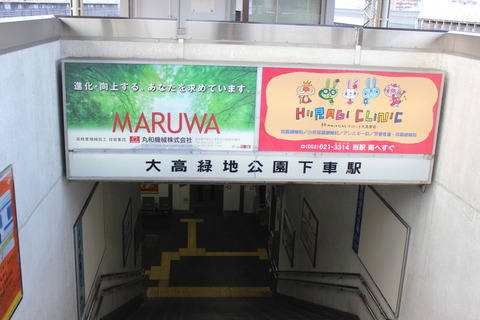 進化・向上する、あなたを求めています。
MARUWA
丸和機械株式会社
HIIRAGI CLINIC
☎(052)621-3314 当駅 南へすぐ
大高緑地公園下車駅